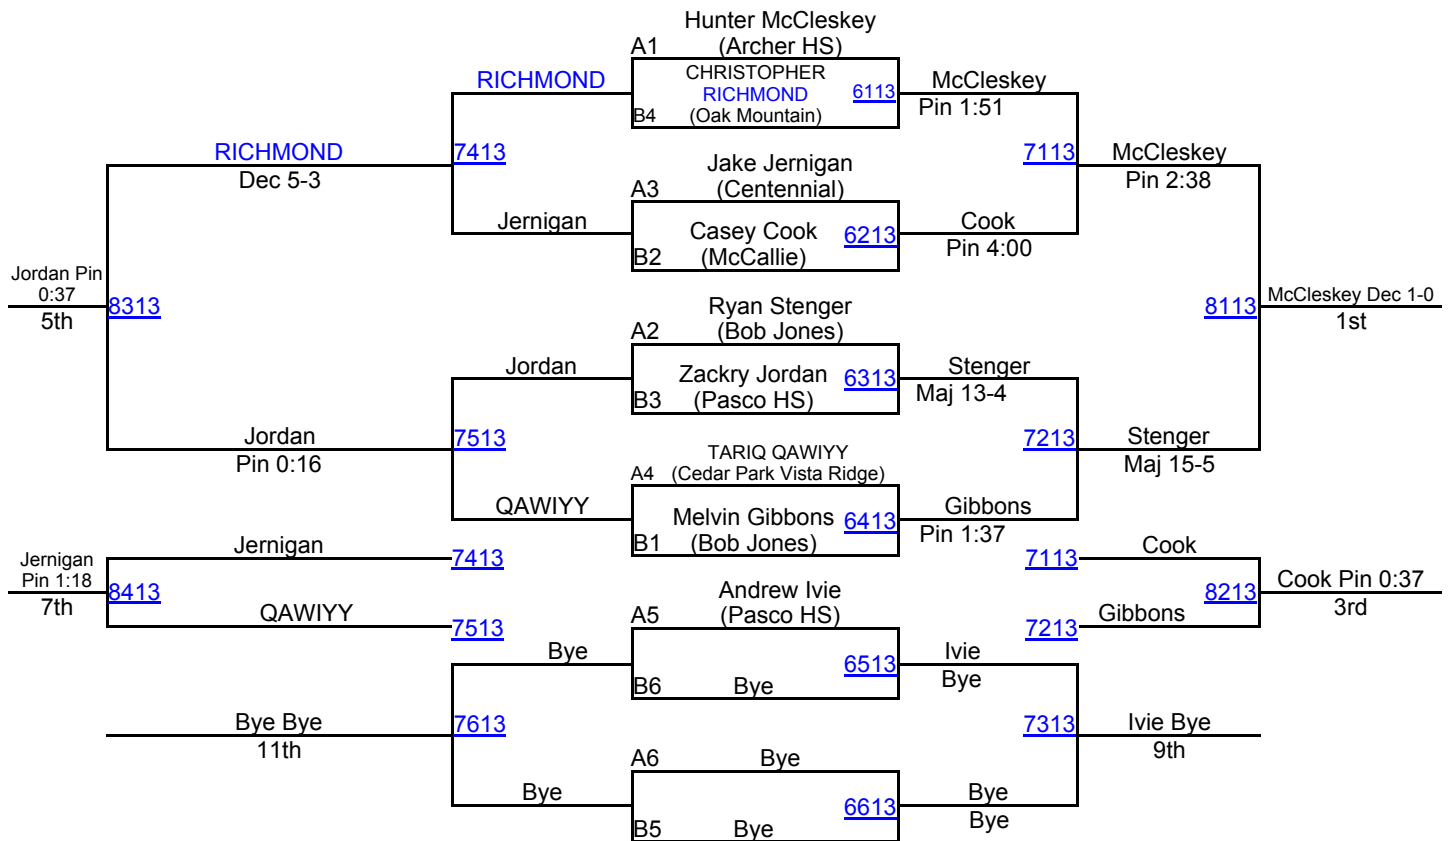 Hunter McCleskey
A1 (Archer HS)
RICHMOND CHRISTOPHER McCleskey
RICHMOND 6113
B4 (Oak Mountain) Pin 1:51
RICHMOND 7413 7113 McCleskey
Dec 5-3 Jake Jernigan Pin 2:38
A3 (Centennial)
Jernigan Casey Cook 6213 Cook
B2 (McCallie) Pin 4:00
Jordan Pin
0:37 8313 8113 McCleskey Dec 1-0
5th Ryan Stenger 1st
A2 (Bob Jones)
Jordan Zackry Jordan 6313 Stenger
B3 (Pasco HS) Maj 13-4
Jordan 7513 7213 Stenger
Pin 0:16 TARIQ QAWIYY Maj 15-5
A4 (Cedar Park Vista Ridge)
QAWIYY Melvin Gibbons 6413 Gibbons
B1 (Bob Jones) Pin 1:37
Jernigan 7413 7113 Cook
Jernigan
Pin 1:18 8413 8213 Cook Pin 0:37
7th Andrew Ivie 3rd
QAWIYY 7513 A5 (Pasco HS) 7213 Gibbons
Bye 6513 Ivie
B6 Bye Bye
Bye Bye 7613 7313 Ivie Bye
11th 9th
A6 Bye
Bye 6613 Bye
B5 Bye Bye